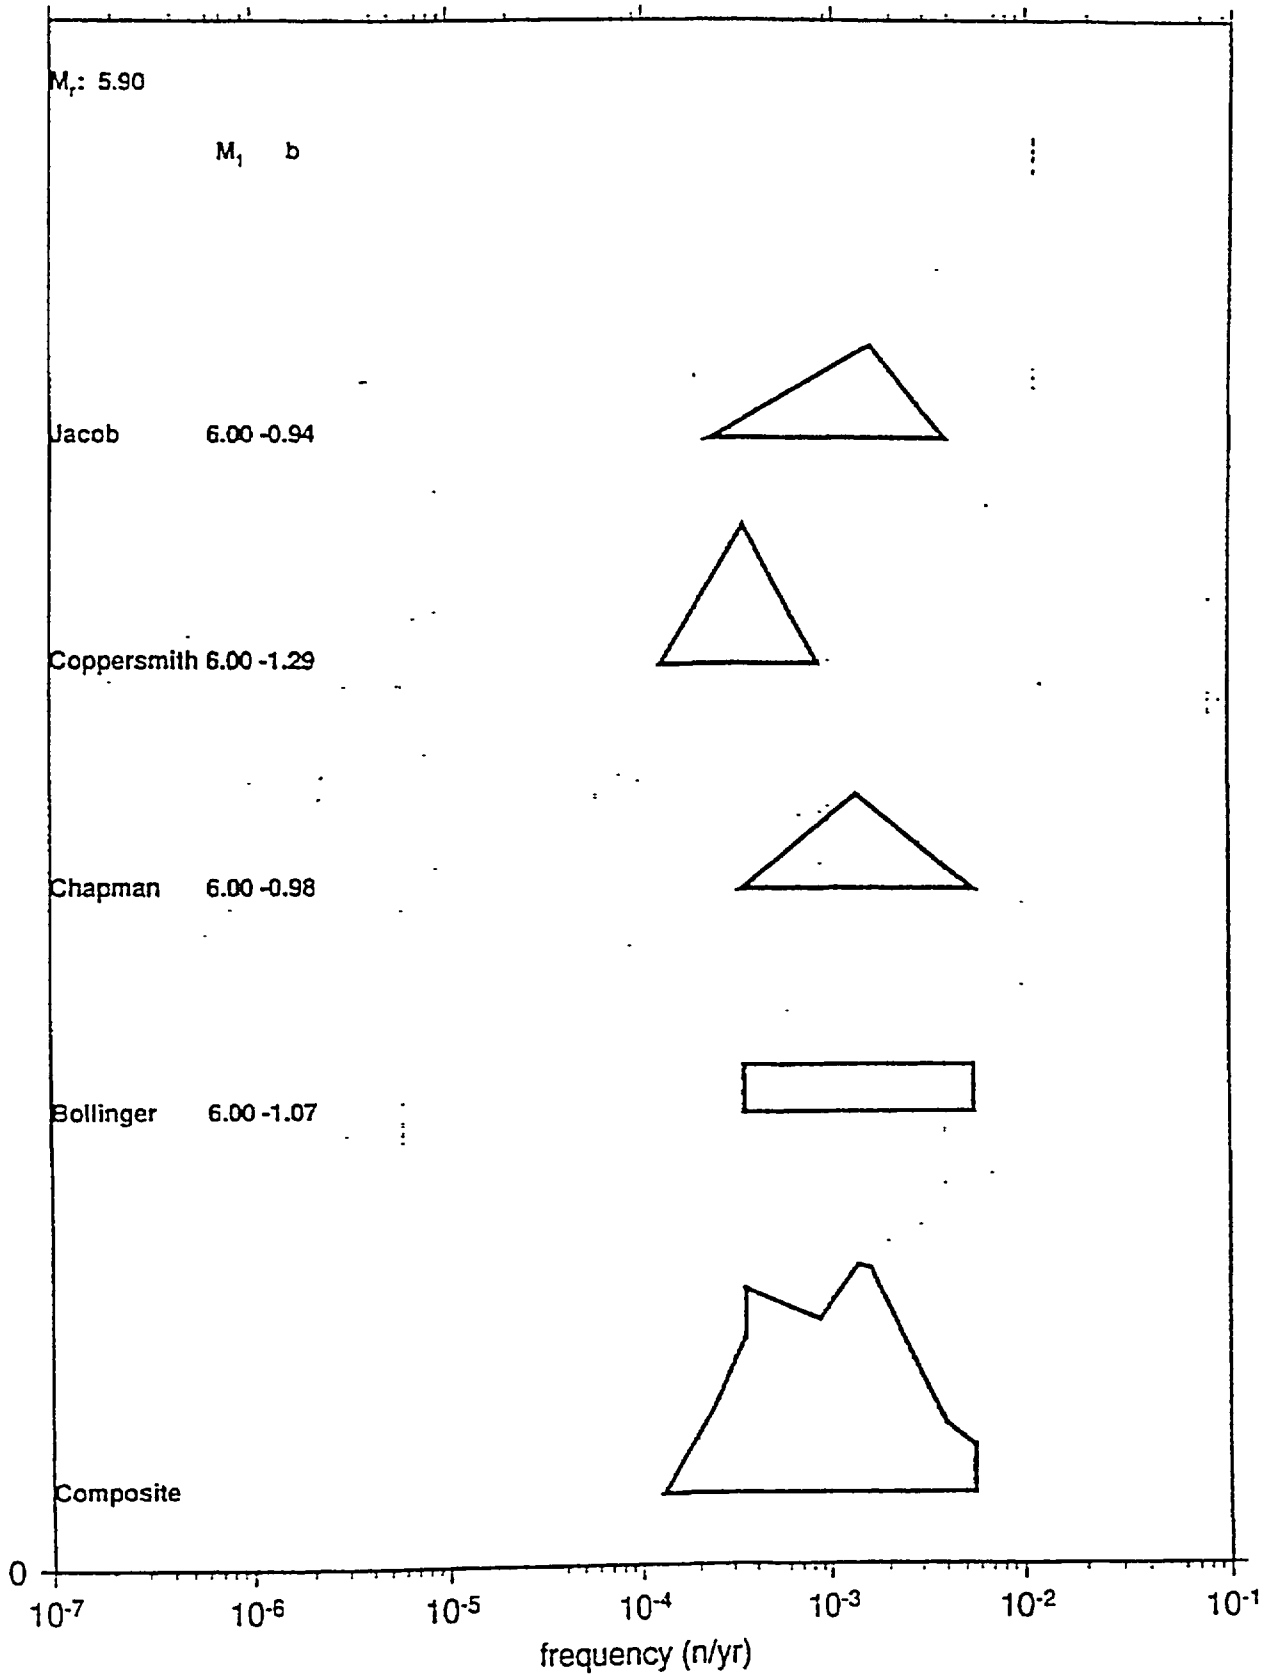 Mr: 5.90
M1 b
Jacob 6.00 -0.94
Coppersmith 6.00 -1.29
Chapman 6.00 -0.98
Bollinger 6.00 -1.07
Composite
0
10-7 10-6 10-5 10-4 10-3 10-2 10-1
frequency (n/yr)